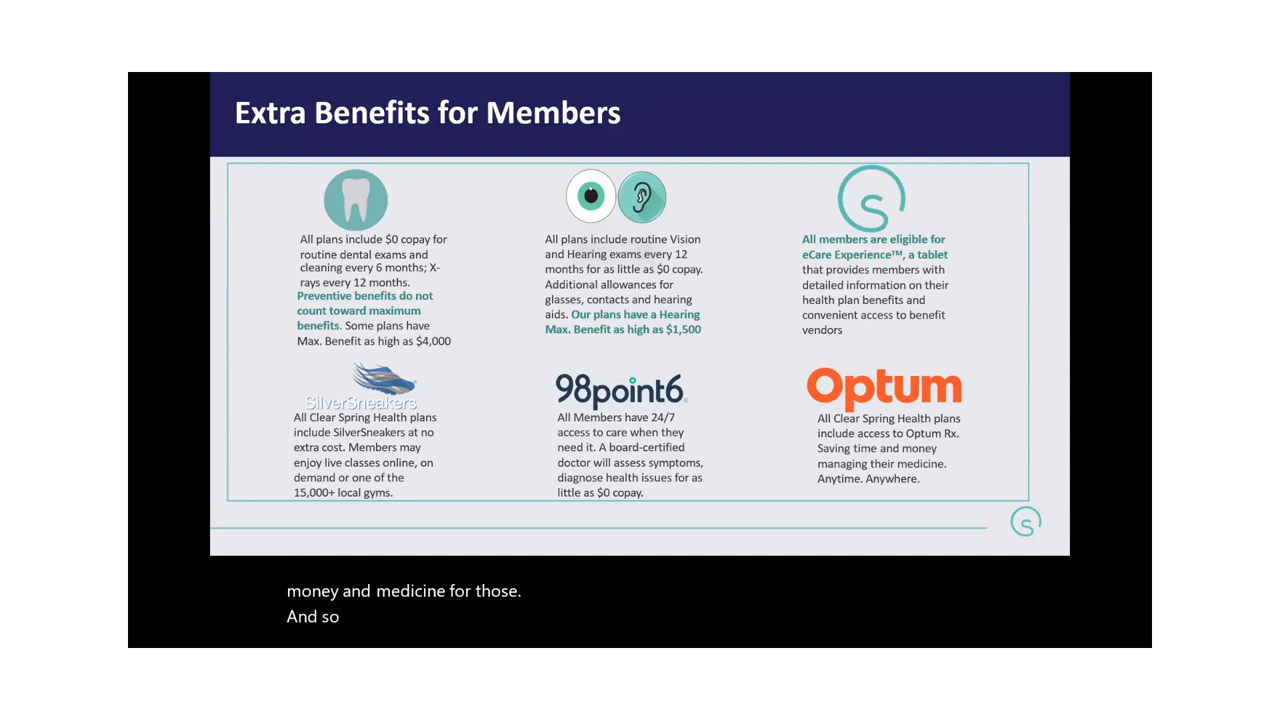 Extra Benefits for Members
All plans include $0 copay for
routine dental exams and
cleaning every 6 months; X-
rays every 12 months.
Preventive benefits do not
count toward maximum
benefits. Some plans have
Max. Benefit as high as $4,000
All plans include routine Vision
and Hearing exams every 12
months for as little as $0 copay.
Additional allowances for
glasses, contacts and hearing
aids. Our plans have a Hearing
Max. Benefit as high as $1,500
S
All members are eligible for
eCare Experience™, a tablet
that provides members with
detailed information on their
health plan benefits and
convenient access to benefit
vendors
SilverSneakers
All Clear Spring Health plans
include SilverSneakers at no
extra cost. Members may
enjoy live classes online, on
demand or one of the
15,000+ local gyms.
98point6®
All Members have 24/7
access to care when they
need it. A board-certified
doctor will assess symptoms,
diagnose health issues for as
little as $0 copay.
Optum
All Clear Spring Health plans
include access to Optum Rx.
Saving time and money
managing their medicine.
Anytime. Anywhere.
S
money and medicine for those.
And so